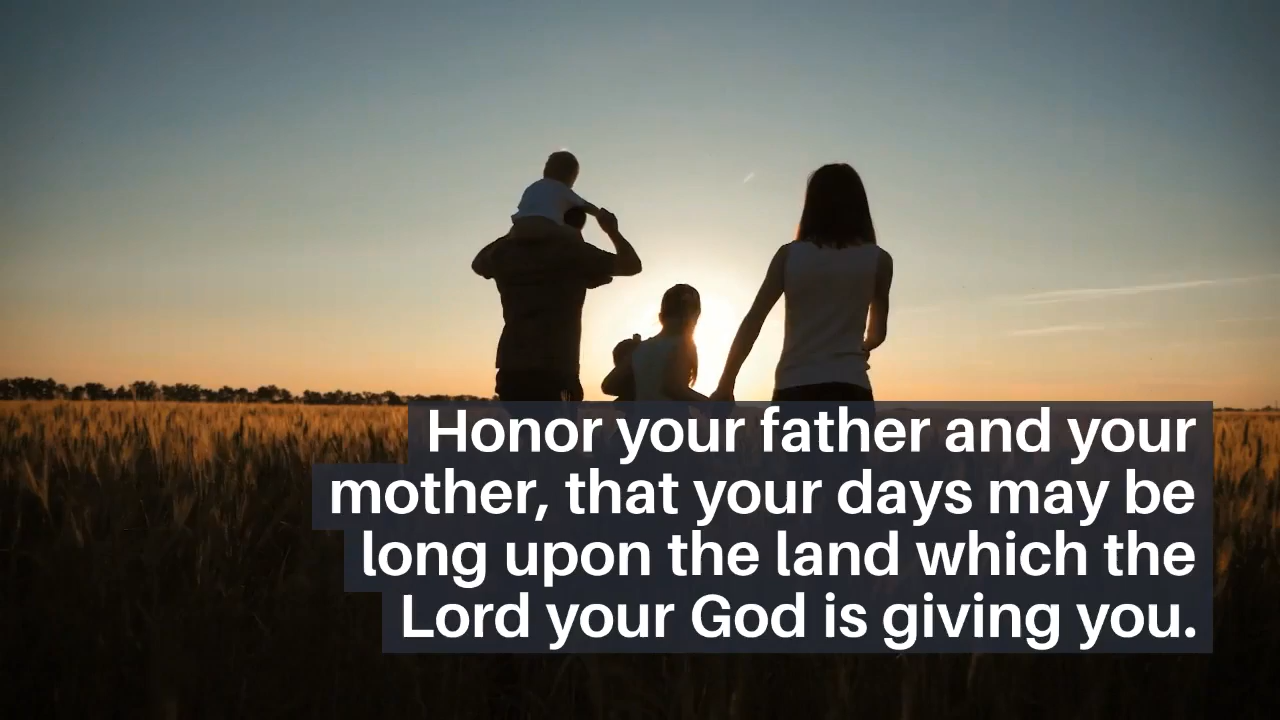 Honor your father and your
mother, that your days may be
long upon the land which the
Lord your God is giving you.